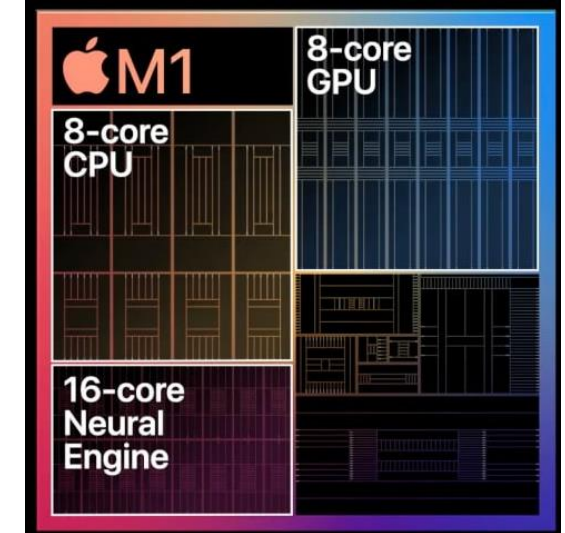 M1
8-core
CPU
8-core
GPU
16-core
Neural
Engine